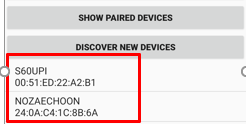 SHOW PAIRED DEVICES
DISCOVER NEW DEVICES
S60UPI
00:51:ED:22:A2:B1
NOZAECHOON
24:0A:C4:1C:8B:6A